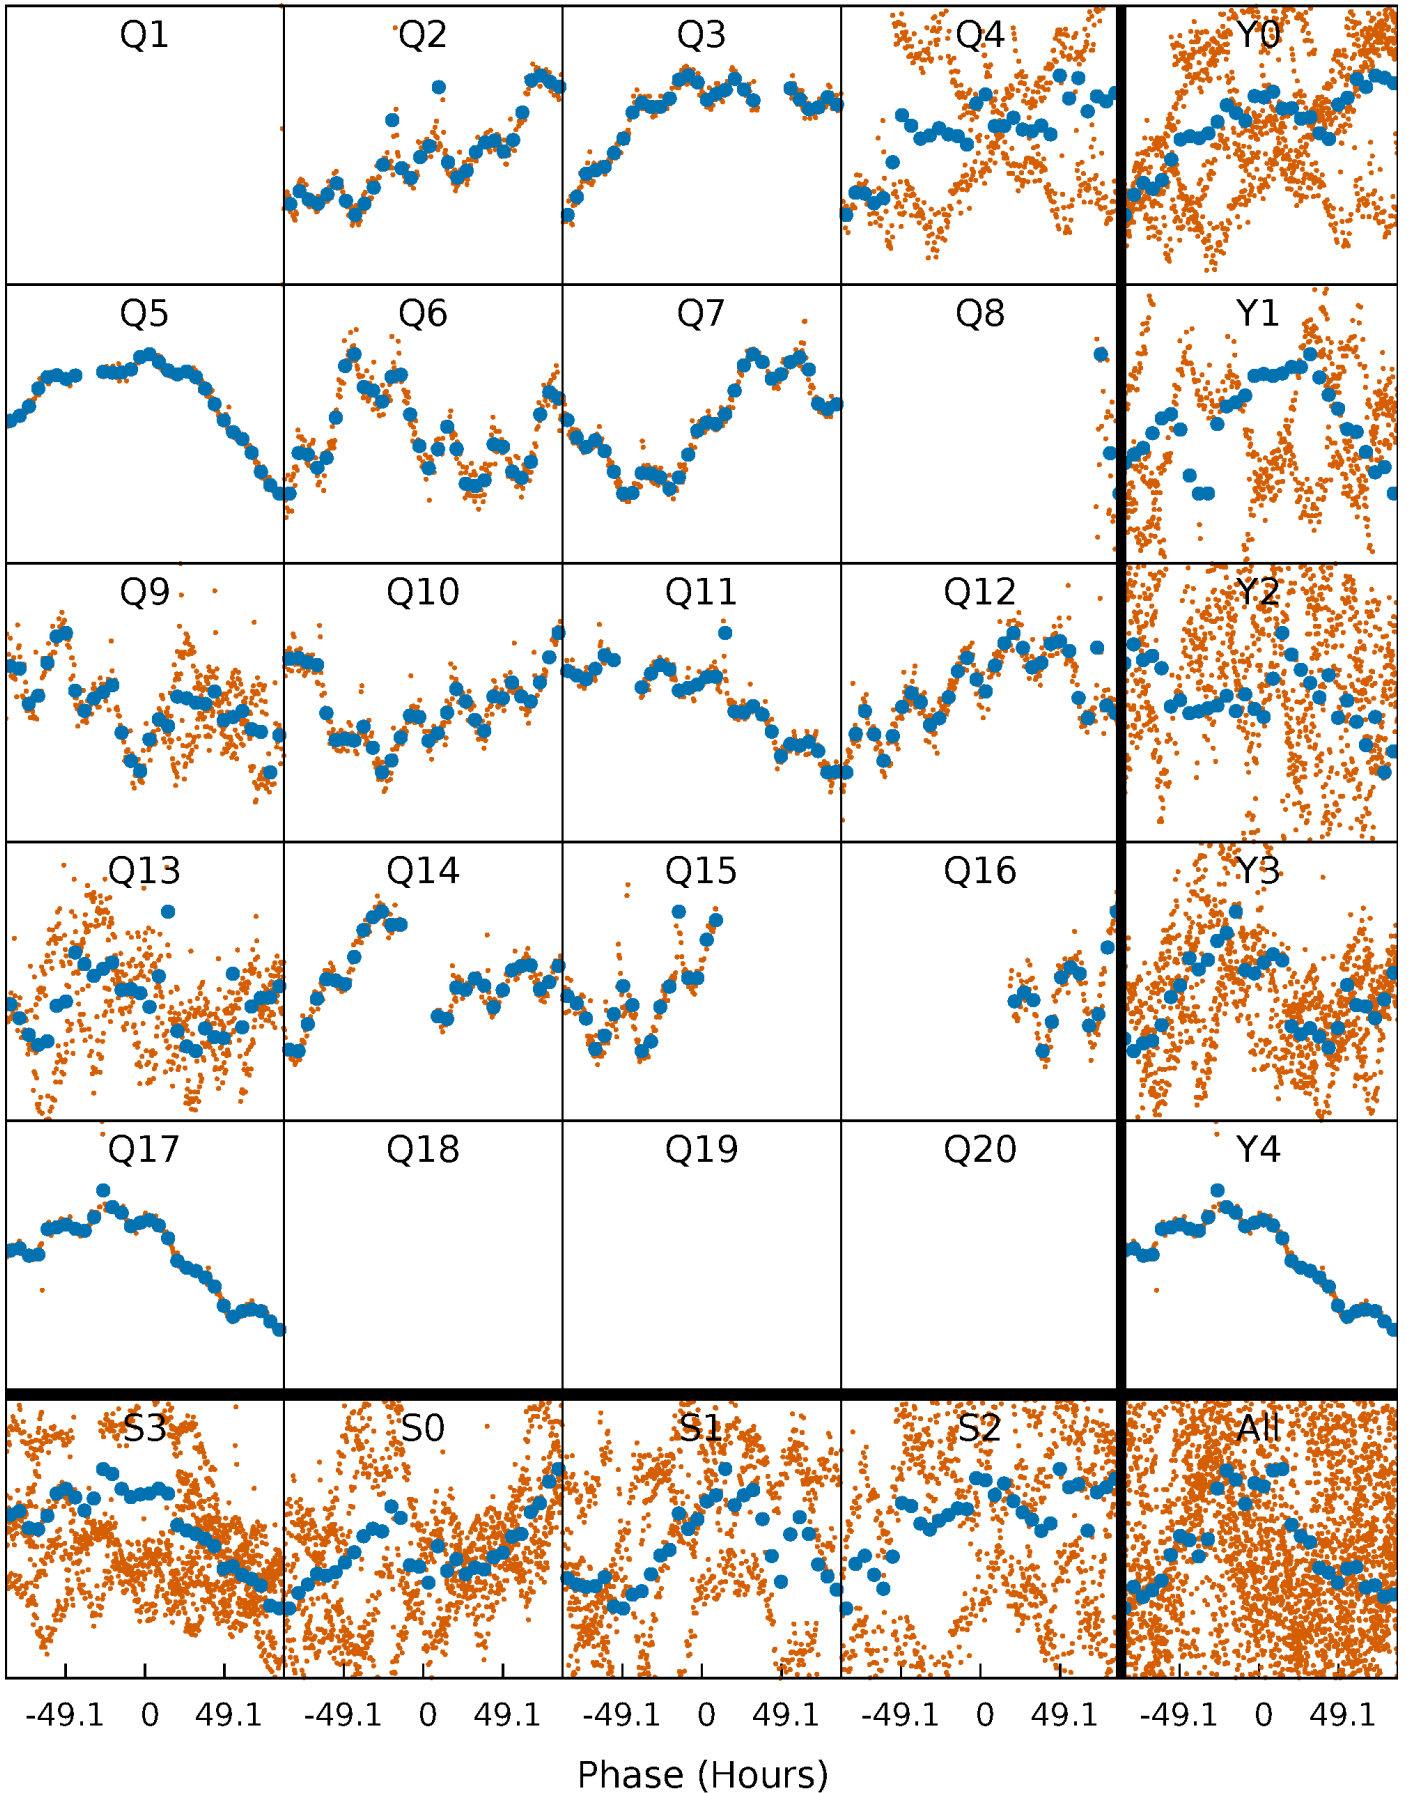 Q1 Q2 Q3 Q4 Y0
Q5 Q6 Q7 Q8 Y1
Q9 Q10 Q11 Q12 Y2
Q13 Q14 Q15 Q16 Y3
Q17 Q18 Q19 Q20 Y4
S3 S0 S1 S2 All
-49.1 0 49.1 -49.1 0 49.1 -49.1 0 49.1 -49.1 0 49.1 -49.1 0 49.1
Phase (Hours)